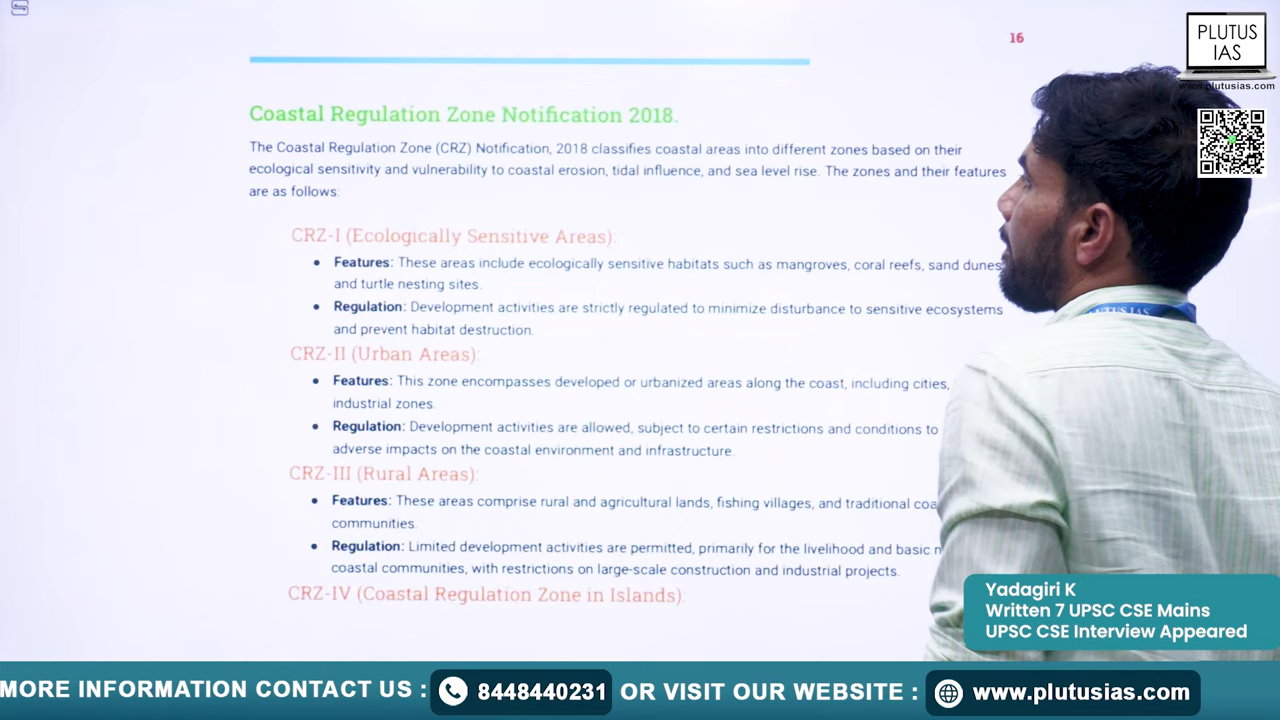 16
PLUTUS
IAS
www.plutusias.com
Coastal Regulation Zone Notification 2018.
The Coastal Regulation Zone (CRZ) Notification, 2018 classifies coastal areas into different zones based on their
ecological sensitivity and vulnerability to coastal erosion, tidal influence, and sea level rise. The zones and their features
are as follows:
CRZ-I (Ecologically Sensitive Areas):
• Features: These areas include ecologically sensitive habitats such as mangroves, coral reefs, sand dunes
and turtle nesting sites.
• Regulation: Development activities are strictly regulated to minimize disturbance to sensitive ecosystems
and prevent habitat destruction.
CRZ-II (Urban Areas):
• Features: This zone encompasses developed or urbanized areas along the coast, including cities,
industrial zones.
• Regulation: Development activities are allowed, subject to certain restrictions and conditions to
adverse impacts on the coastal environment and infrastructure.
CRZ-III (Rural Areas):
• Features: These areas comprise rural and agricultural lands, fishing villages, and traditional
communities.
• Regulation: Limited development activities are permitted, primarily for the livelihood and basic
coastal communities, with restrictions on large-scale construction and industrial projects.
CRZ-IV (Coastal Regulation Zone in Islands):
PLUTUS IAS
Yadagiri K
Written 7 UPSC CSE Mains
UPSC CSE Interview Appeared
MORE INFORMATION CONTACT US : 8448440231 OR VISIT OUR WEBSITE : www.plutusias.com